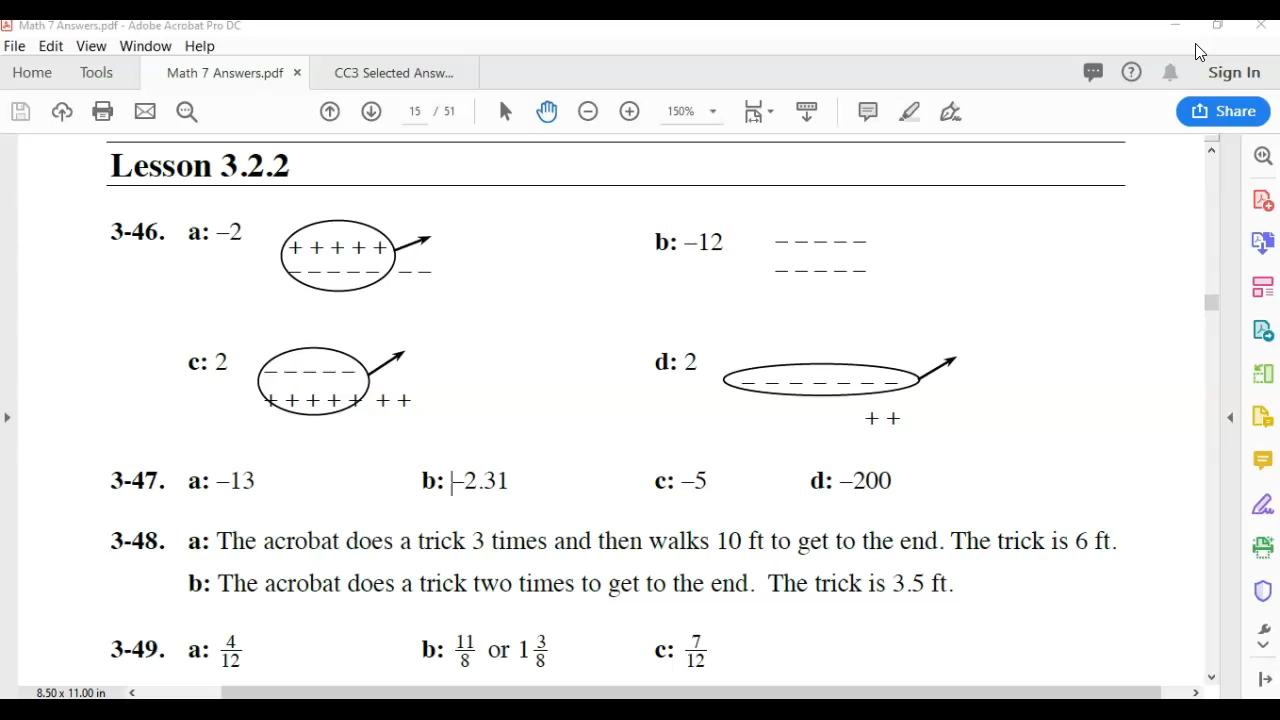 Math 7 Answers.pdf - Adobe Acrobat Pro DC
File Edit View Window Help
Home Tools Math 7 Answers.pdf × CC3 Selected Answ... Sign In
15 / 51 150% Share
Lesson 3.2.2
3-46. a: –2 + + + + + b: –12 – – – – –
– – – – – – – – – – – –
c: 2 – – – – – d: 2 – – – – – – –
+ + + + + + + + +
3-47. a: –13 b: –2.31 c: –5 d: –200
3-48. a: The acrobat does a trick 3 times and then walks 10 ft to get to the end. The trick is 6 ft.
b: The acrobat does a trick two times to get to the end. The trick is 3.5 ft.
3-49. a: 4/12 b: 11/8 or 1 3/8 c: 7/12
8.50 x 11.00 in